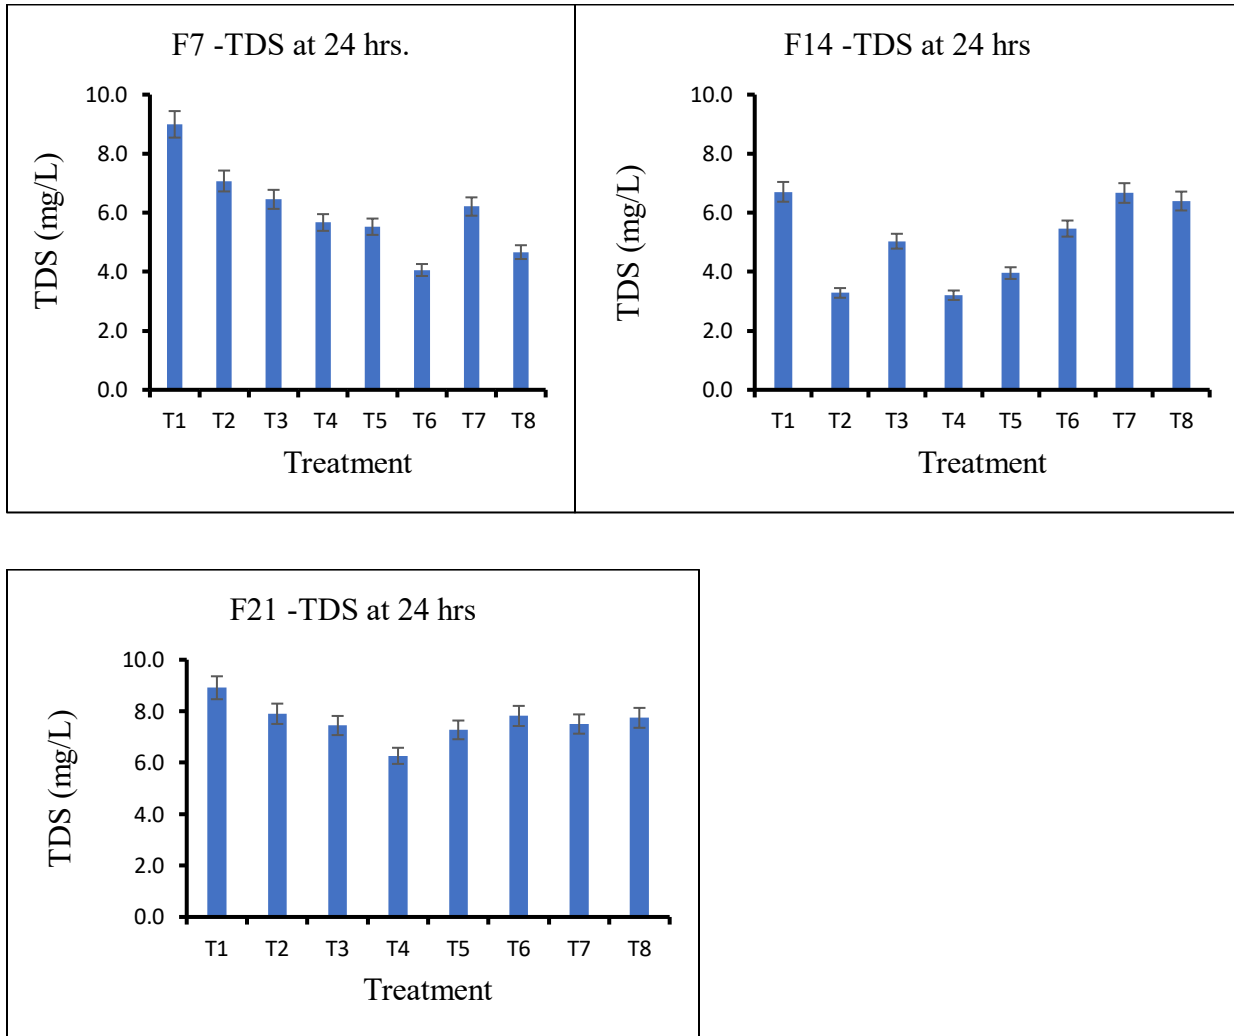 F7 -TDS at 24 hrs.
TDS (mg/L)
10.0
8.0
6.0
4.0
2.0
0.0
T1 T2 T3 T4 T5 T6 T7 T8
Treatment
F14 -TDS at 24 hrs
TDS (mg/L)
10.0
8.0
6.0
4.0
2.0
0.0
T1 T2 T3 T4 T5 T6 T7 T8
Treatment
F21 -TDS at 24 hrs
TDS (mg/L)
10.0
8.0
6.0
4.0
2.0
0.0
T1 T2 T3 T4 T5 T6 T7 T8
Treatment